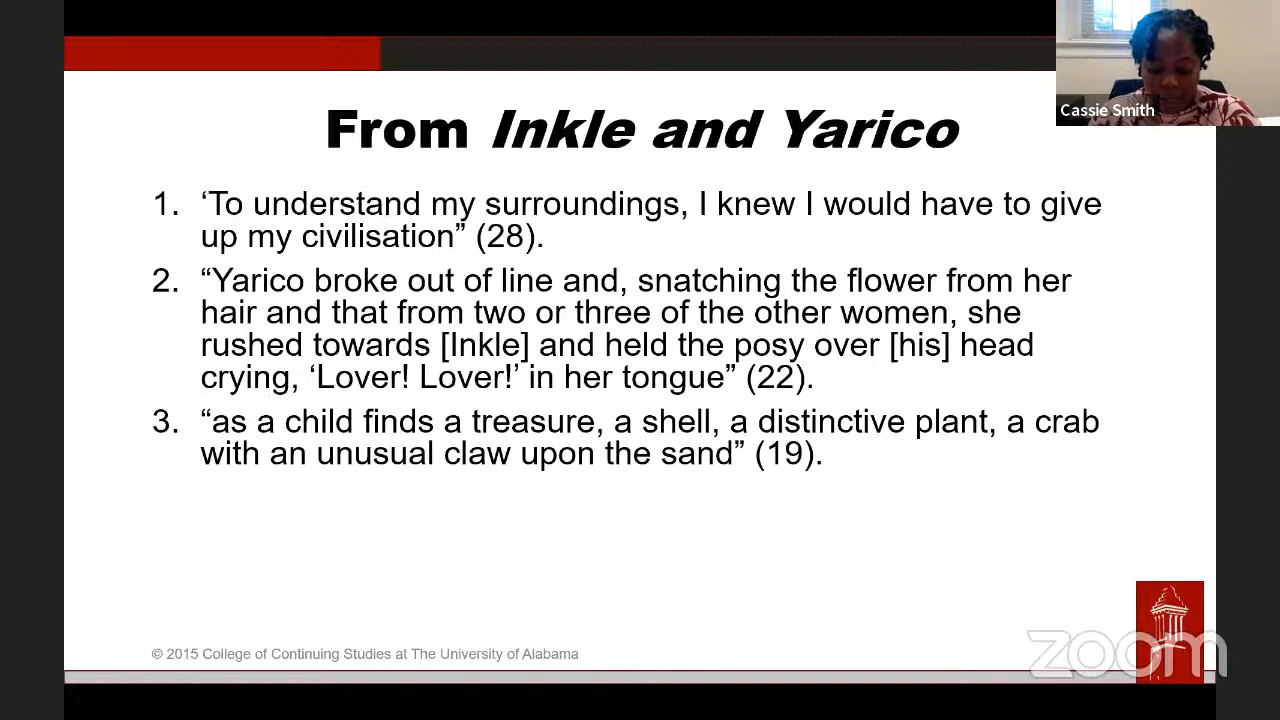 Cassie Smith
From Inkle and Yarico
1. ‘To understand my surroundings, I knew I would have to give
up my civilisation” (28).
2. “Yarico broke out of line and, snatching the flower from her
hair and that from two or three of the other women, she
rushed towards [Inkle] and held the posy over [his] head
crying, ‘Lover! Lover!’ in her tongue” (22).
3. “as a child finds a treasure, a shell, a distinctive plant, a crab
with an unusual claw upon the sand” (19).
© 2015 College of Continuing Studies at The University of Alabama
zoom